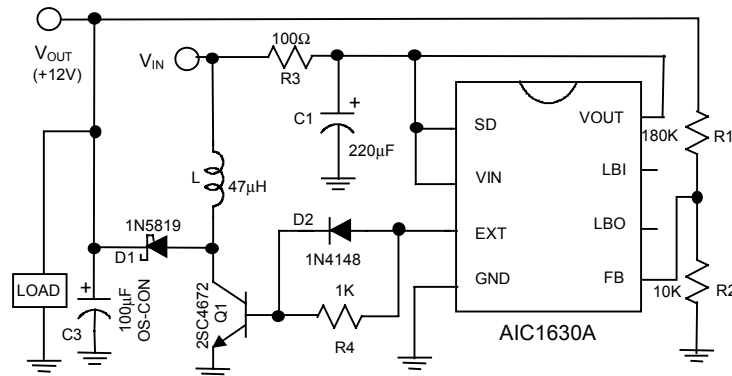 VOUT
(+12V)
VIN
100Ω
R3
C1
+
220µF
SD
VIN
EXT
GND
VOUT
LBI
LBO
FB
AIC1630A
180K
R1
10K
R2
L
47µH
1N5819
D1
D2
1N4148
1K
R4
2SC4672
Q1
LOAD
+
100µF
OS-CON
C3